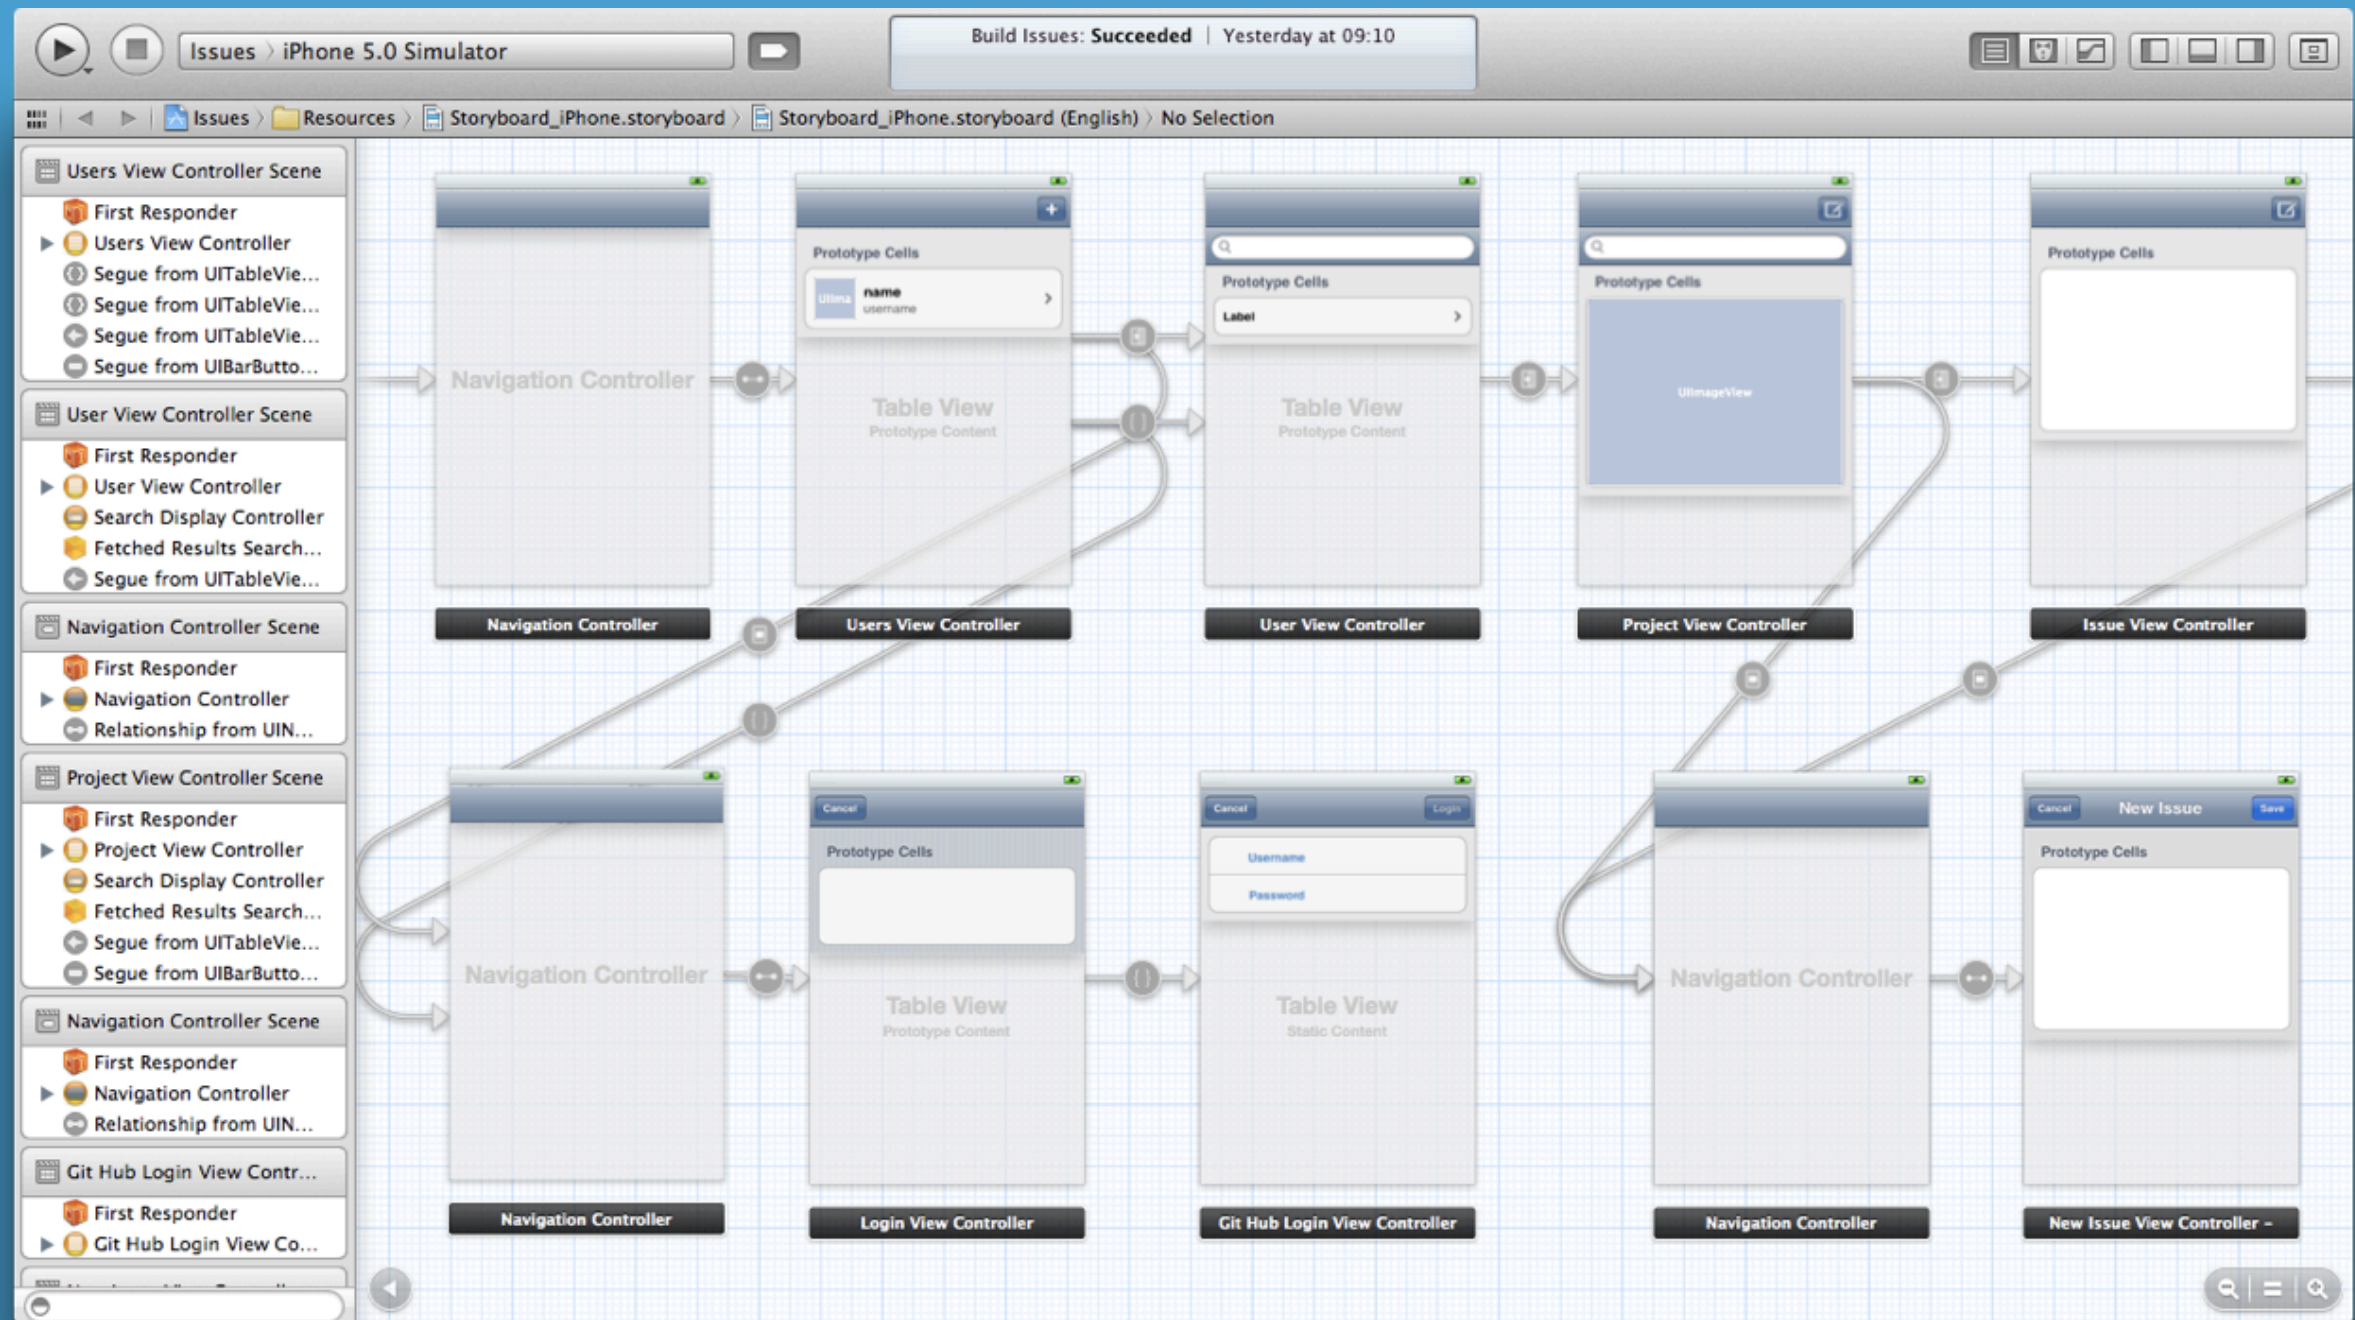 Issues iPhone 5.0 Simulator
Build Issues: Succeeded | Yesterday at 09:10
Issues Resources Storyboard_iPhone.storyboard Storyboard_iPhone.storyboard (English) No Selection
Users View Controller Scene
First Responder
Users View Controller
Segue from UITableVie...
Segue from UITableVie...
Segue from UITableVie...
Segue from UIBarButto...
User View Controller Scene
First Responder
User View Controller
Search Display Controller
Fetched Results Search...
Segue from UITableVie...
Navigation Controller Scene
First Responder
Navigation Controller
Relationship from UIN...
Project View Controller Scene
First Responder
Project View Controller
Search Display Controller
Fetched Results Search...
Segue from UITableVie...
Segue from UIBarButto...
Navigation Controller Scene
First Responder
Navigation Controller
Relationship from UIN...
Git Hub Login View Contr...
First Responder
Git Hub Login View Co...
Navigation Controller
Navigation Controller
Prototype Cells
UIIma
name
username
Table View
Prototype Content
Users View Controller
Prototype Cells
Label
Table View
Prototype Content
User View Controller
Prototype Cells
UIImageView
Project View Controller
Prototype Cells
Issue View Controller
Navigation Controller
Navigation Controller
Cancel
Prototype Cells
Table View
Prototype Content
Login View Controller
Cancel Login
Username
Password
Table View
Static Content
Git Hub Login View Controller
Navigation Controller
Navigation Controller
Cancel New Issue Save
Prototype Cells
New Issue View Controller –